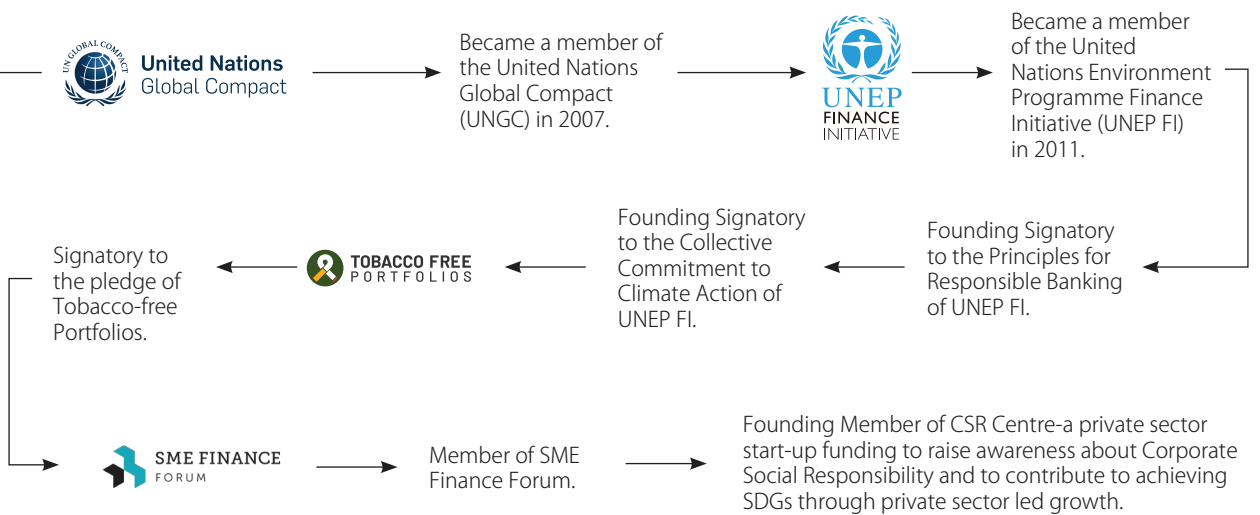 UN GLOBAL COMPACT
United Nations
Global Compact
Became a member of
the United Nations
Global Compact
(UNGC) in 2007.
UNEP
FINANCE
INITIATIVE
Became a member
of the United
Nations Environment
Programme Finance
Initiative (UNEP FI)
in 2011.
Founding Signatory
to the Principles for
Responsible Banking
of UNEP FI.
Founding Signatory
to the Collective
Commitment to
Climate Action of
UNEP FI.
TOBACCO FREE
PORTFOLIOS
Signatory to
the pledge of
Tobacco-free
Portfolios.
SME FINANCE
FORUM
Member of SME
Finance Forum.
Founding Member of CSR Centre-a private sector
start-up funding to raise awareness about Corporate
Social Responsibility and to contribute to achieving
SDGs through private sector led growth.